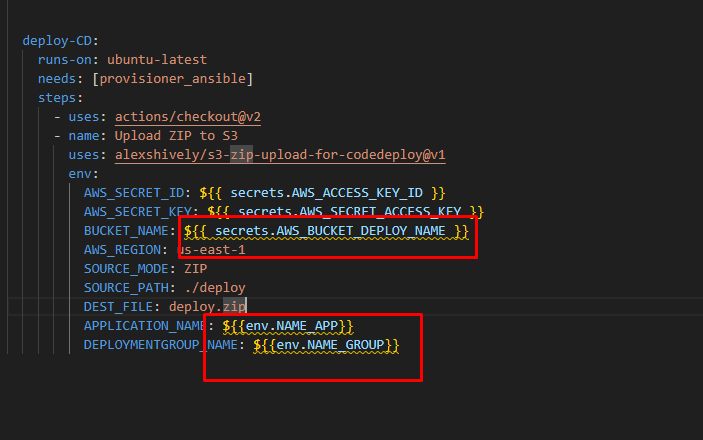 deploy-CD:
runs-on: ubuntu-latest
needs: [provisioner_ansible]
steps:
- uses: actions/checkout@v2
- name: Upload ZIP to S3
uses: alexshively/s3-zip-upload-for-codedeploy@v1
env:
AWS_SECRET_ID: ${{ secrets.AWS_ACCESS_KEY_ID }}
AWS_SECRET_KEY: ${{ secrets.AWS_SECRET_ACCESS_KEY }}
BUCKET_NAME: ${{ secrets.AWS_BUCKET_DEPLOY_NAME }}
AWS_REGION: us-east-1
SOURCE_MODE: ZIP
SOURCE_PATH: ./deploy
DEST_FILE: deploy.zip
APPLICATION_NAME: ${{env.NAME_APP}}
DEPLOYMENTGROUP_NAME: ${{env.NAME_GROUP}}